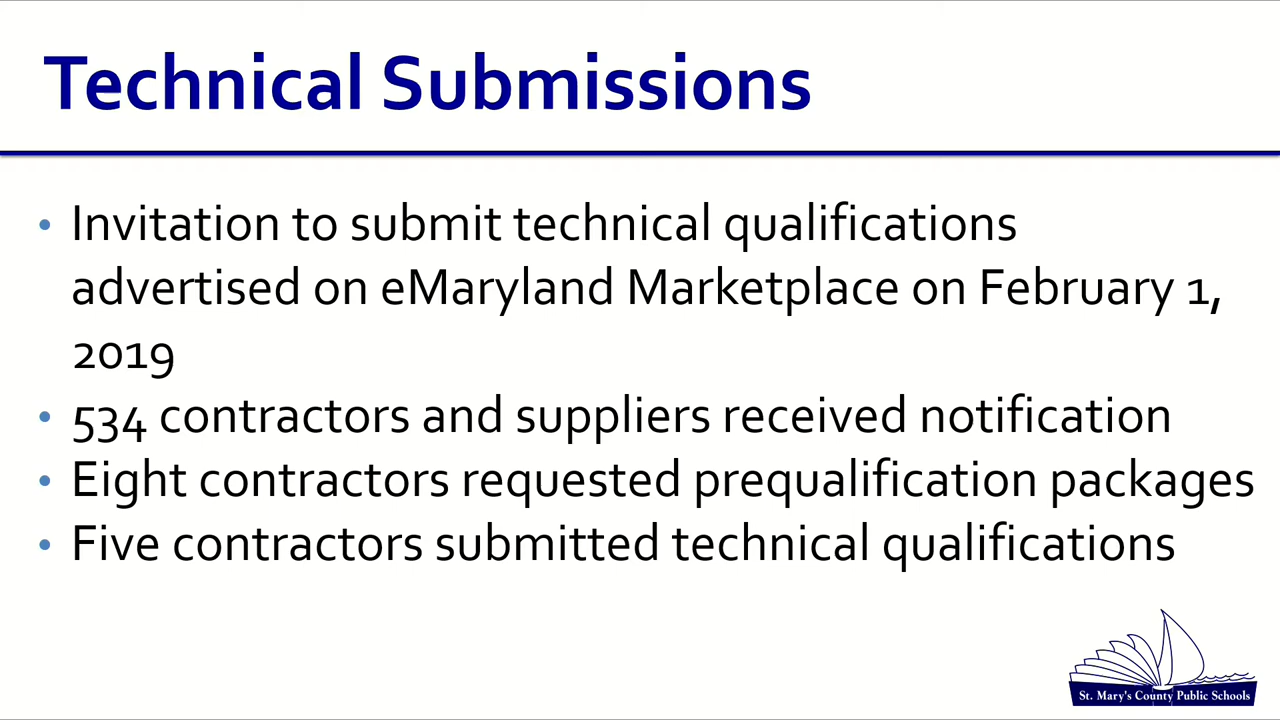 Technical Submissions
• Invitation to submit technical qualifications
advertised on eMaryland Marketplace on February 1,
2019
• 534 contractors and suppliers received notification
• Eight contractors requested prequalification packages
• Five contractors submitted technical qualifications
St. Mary's County Public Schools